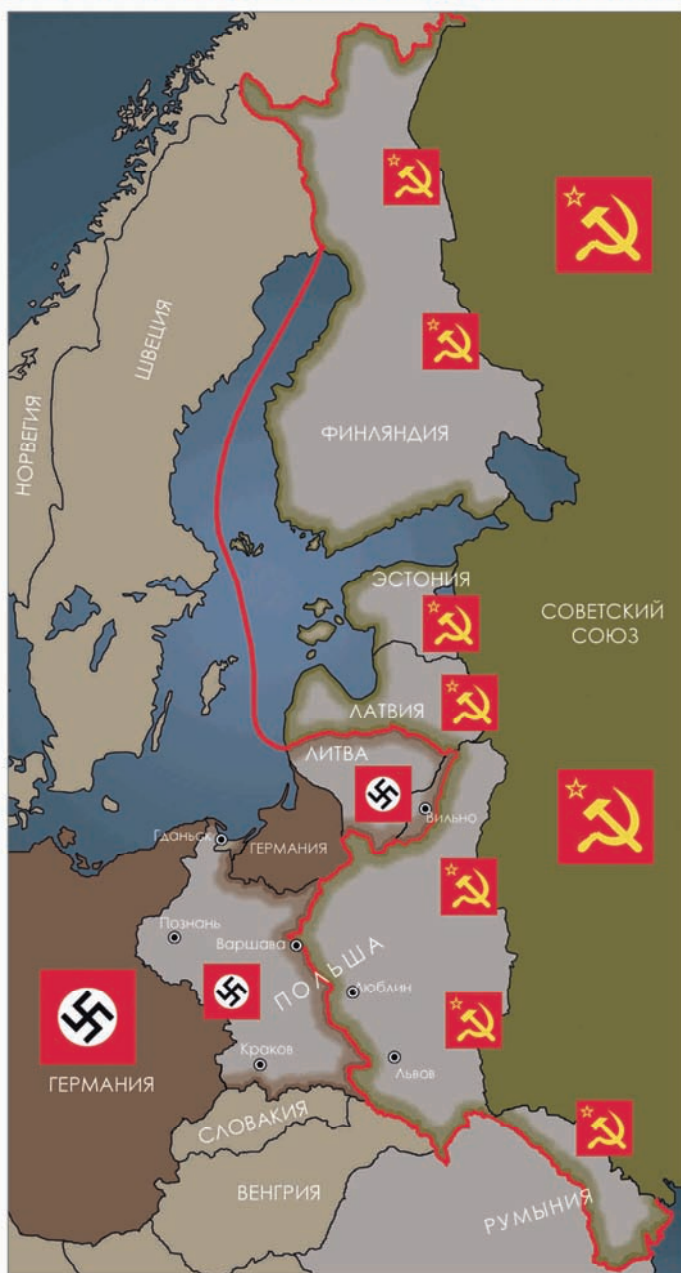 ШВЕЦИЯ
НОРВЕГИЯ
ФИНЛЯНДИЯ
ЭСТОНИЯ
СОВЕТСКИЙ
СОЮЗ
ЛАТВИЯ
ЛИТВА
Вильно
Гданьск
ГЕРМАНИЯ
Познань
Варшава
ПОЛЬША
Люблин
Краков
Львов
ГЕРМАНИЯ
СЛОВАКИЯ
ВЕНГРИЯ
РУМЫНИЯ